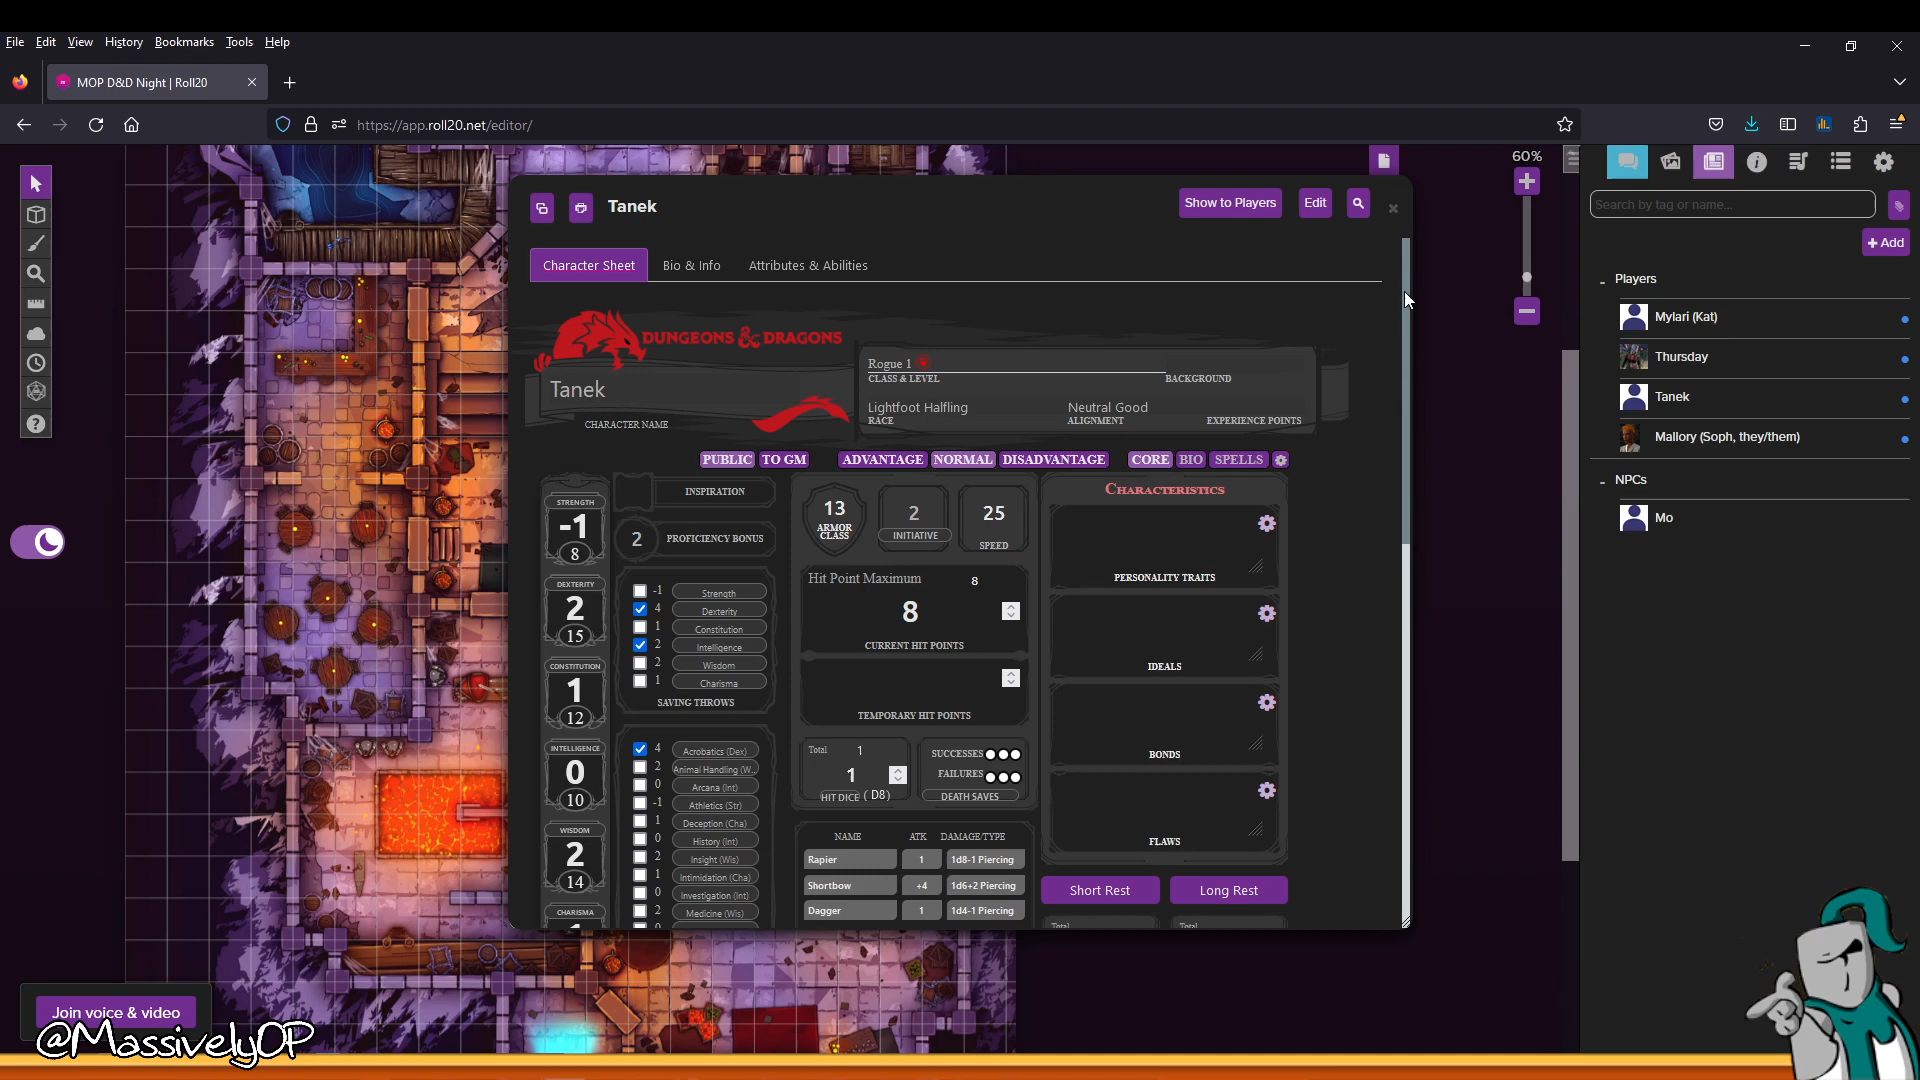 File Edit View History Bookmarks Tools Help
MOP D&D Night | Roll20
https://app.roll20.net/editor/
60%
Tanek
Show to Players
Edit
Search by tag or name...
+ Add
Character Sheet
Bio & Info
Attributes & Abilities
Players
Mylari (Kat)
Thursday
Tanek
Mallory (Soph, they/them)
NPCs
Mo
DUNGEONS & DRAGONS
Tanek
CHARACTER NAME
Rogue 1
CLASS & LEVEL
BACKGROUND
Lightfoot Halfling
Neutral Good
RACE
ALIGNMENT
EXPERIENCE POINTS
PUBLIC TO GM ADVANTAGE NORMAL DISADVANTAGE CORE BIO SPELLS
STRENGTH
-1
8
DEXTERITY
2
15
CONSTITUTION
1
12
INTELLIGENCE
0
10
WISDOM
2
14
CHARISMA
INSPIRATION
2 PROFICIENCY BONUS
-1 Strength
4 Dexterity
1 Constitution
2 Intelligence
2 Wisdom
1 Charisma
SAVING THROWS
4 Acrobatics (Dex)
2 Animal Handling (W...
0 Arcana (Int)
-1 Athletics (Str)
1 Deception (Cha)
0 History (Int)
2 Insight (Wis)
1 Intimidation (Cha)
0 Investigation (Int)
2 Medicine (Wis)
13
ARMOR
CLASS
2
INITIATIVE
25
SPEED
Hit Point Maximum 8
8
CURRENT HIT POINTS
TEMPORARY HIT POINTS
Total 1
1
HIT DICE ( D8)
SUCCESSES
FAILURES
DEATH SAVES
NAME ATK DAMAGE/TYPE
Rapier 1 1d8-1 Piercing
Shortbow +4 1d6+2 Piercing
Dagger 1 1d4-1 Piercing
CHARACTERISTICS
PERSONALITY TRAITS
IDEALS
BONDS
FLAWS
Short Rest
Long Rest
Total
Total
Join voice & video
@MassivelyOP